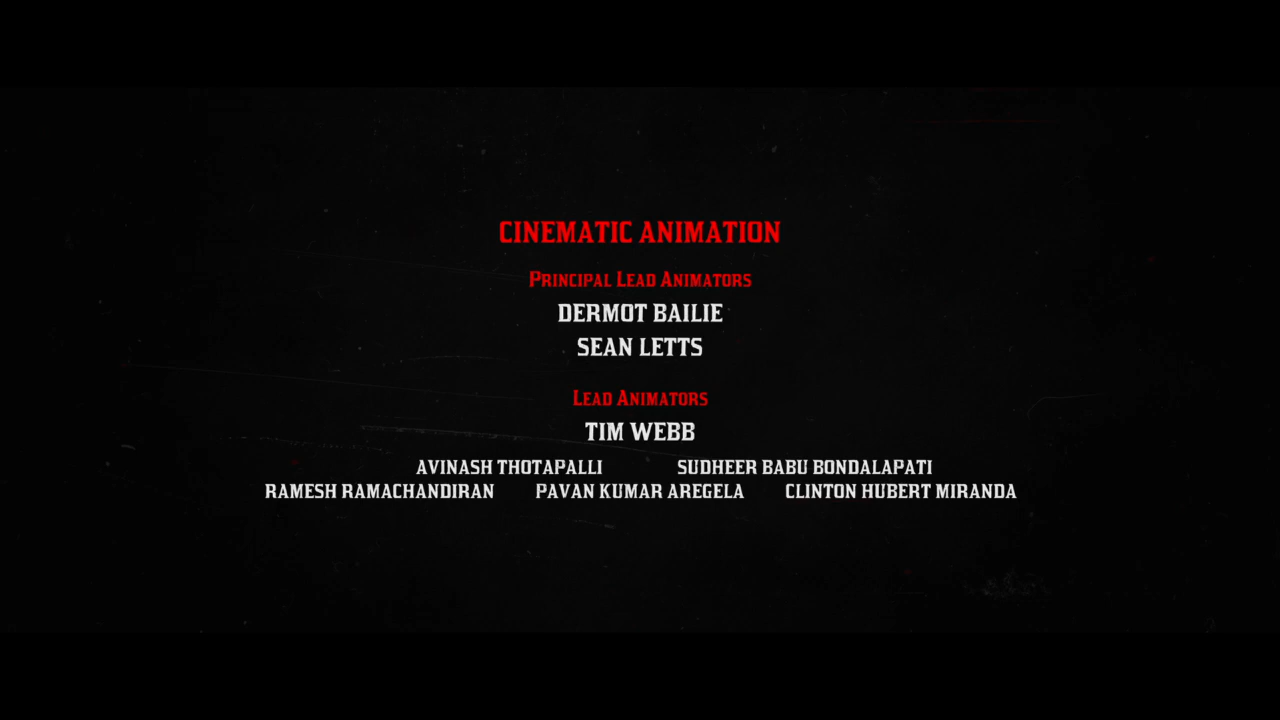 CINEMATIC ANIMATION
PRINCIPAL LEAD ANIMATORS
DERMOT BAILIE
SEAN LETTS
LEAD ANIMATORS
TIM WEBB
AVINASH THOTAPALLI SUDHEER BABU BONDALAPATI
RAMESH RAMACHANDIRAN PAVAN KUMAR AREGELA CLINTON HUBERT MIRANDA